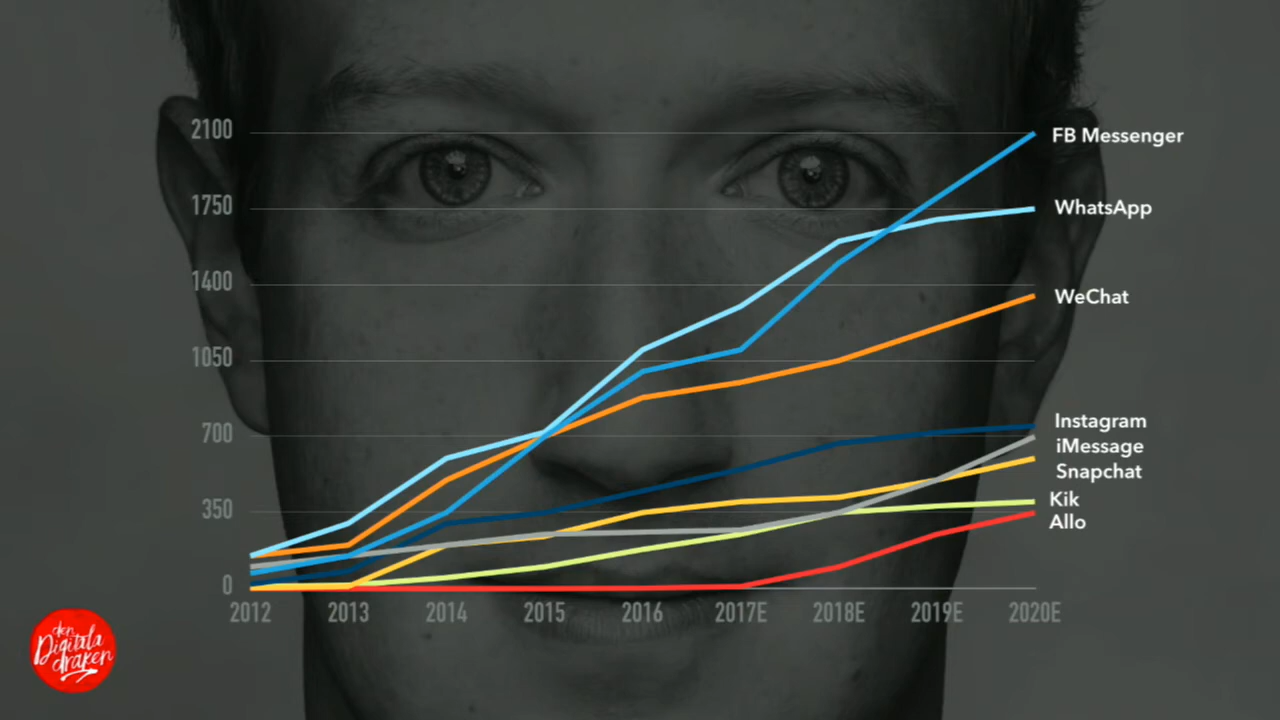 2100
1750
1400
1050
700
350
0
2012 2013 2014 2015 2016 2017E 2018E 2019E 2020E
FB Messenger
WhatsApp
WeChat
Instagram
iMessage
Snapchat
Kik
Allo
den
Digitala
draken